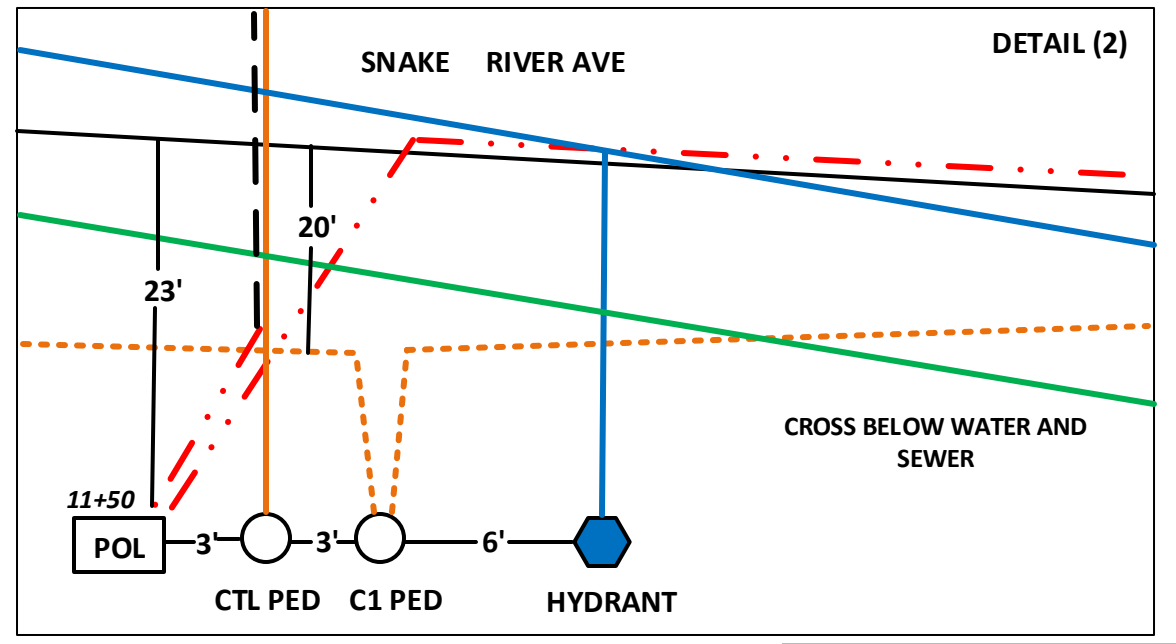 DETAIL (2)
SNAKE RIVER AVE
20'
23'
CROSS BELOW WATER AND
SEWER
11+50
POL
3'
3'
6'
CTL PED
C1 PED
HYDRANT